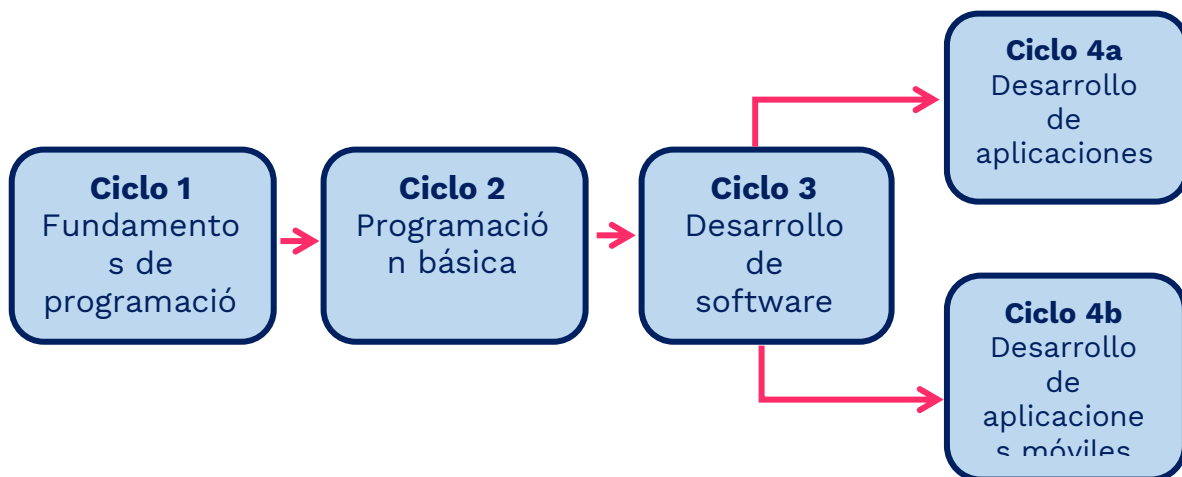 Ciclo 1
Fundamento
s de
programació
Ciclo 2
Programació
n básica
Ciclo 3
Desarrollo
de
software
Ciclo 4a
Desarrollo
de
aplicaciones
Ciclo 4b
Desarrollo
de
aplicacione
s móviles